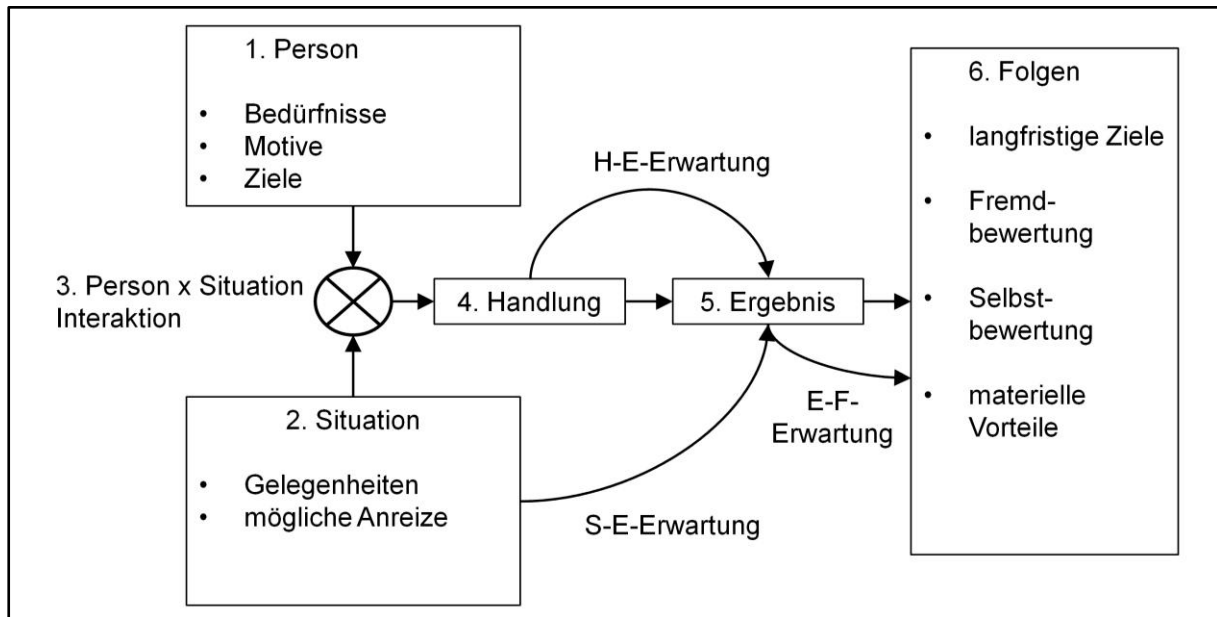 1. Person
• Bedürfnisse
• Motive
• Ziele
3. Person x Situation
Interaktion
2. Situation
• Gelegenheiten
• mögliche Anreize
H-E-Erwartung
4. Handlung
5. Ergebnis
E-F-
Erwartung
S-E-Erwartung
6. Folgen
• langfristige Ziele
• Fremd-
bewertung
• Selbst-
bewertung
• materielle
Vorteile